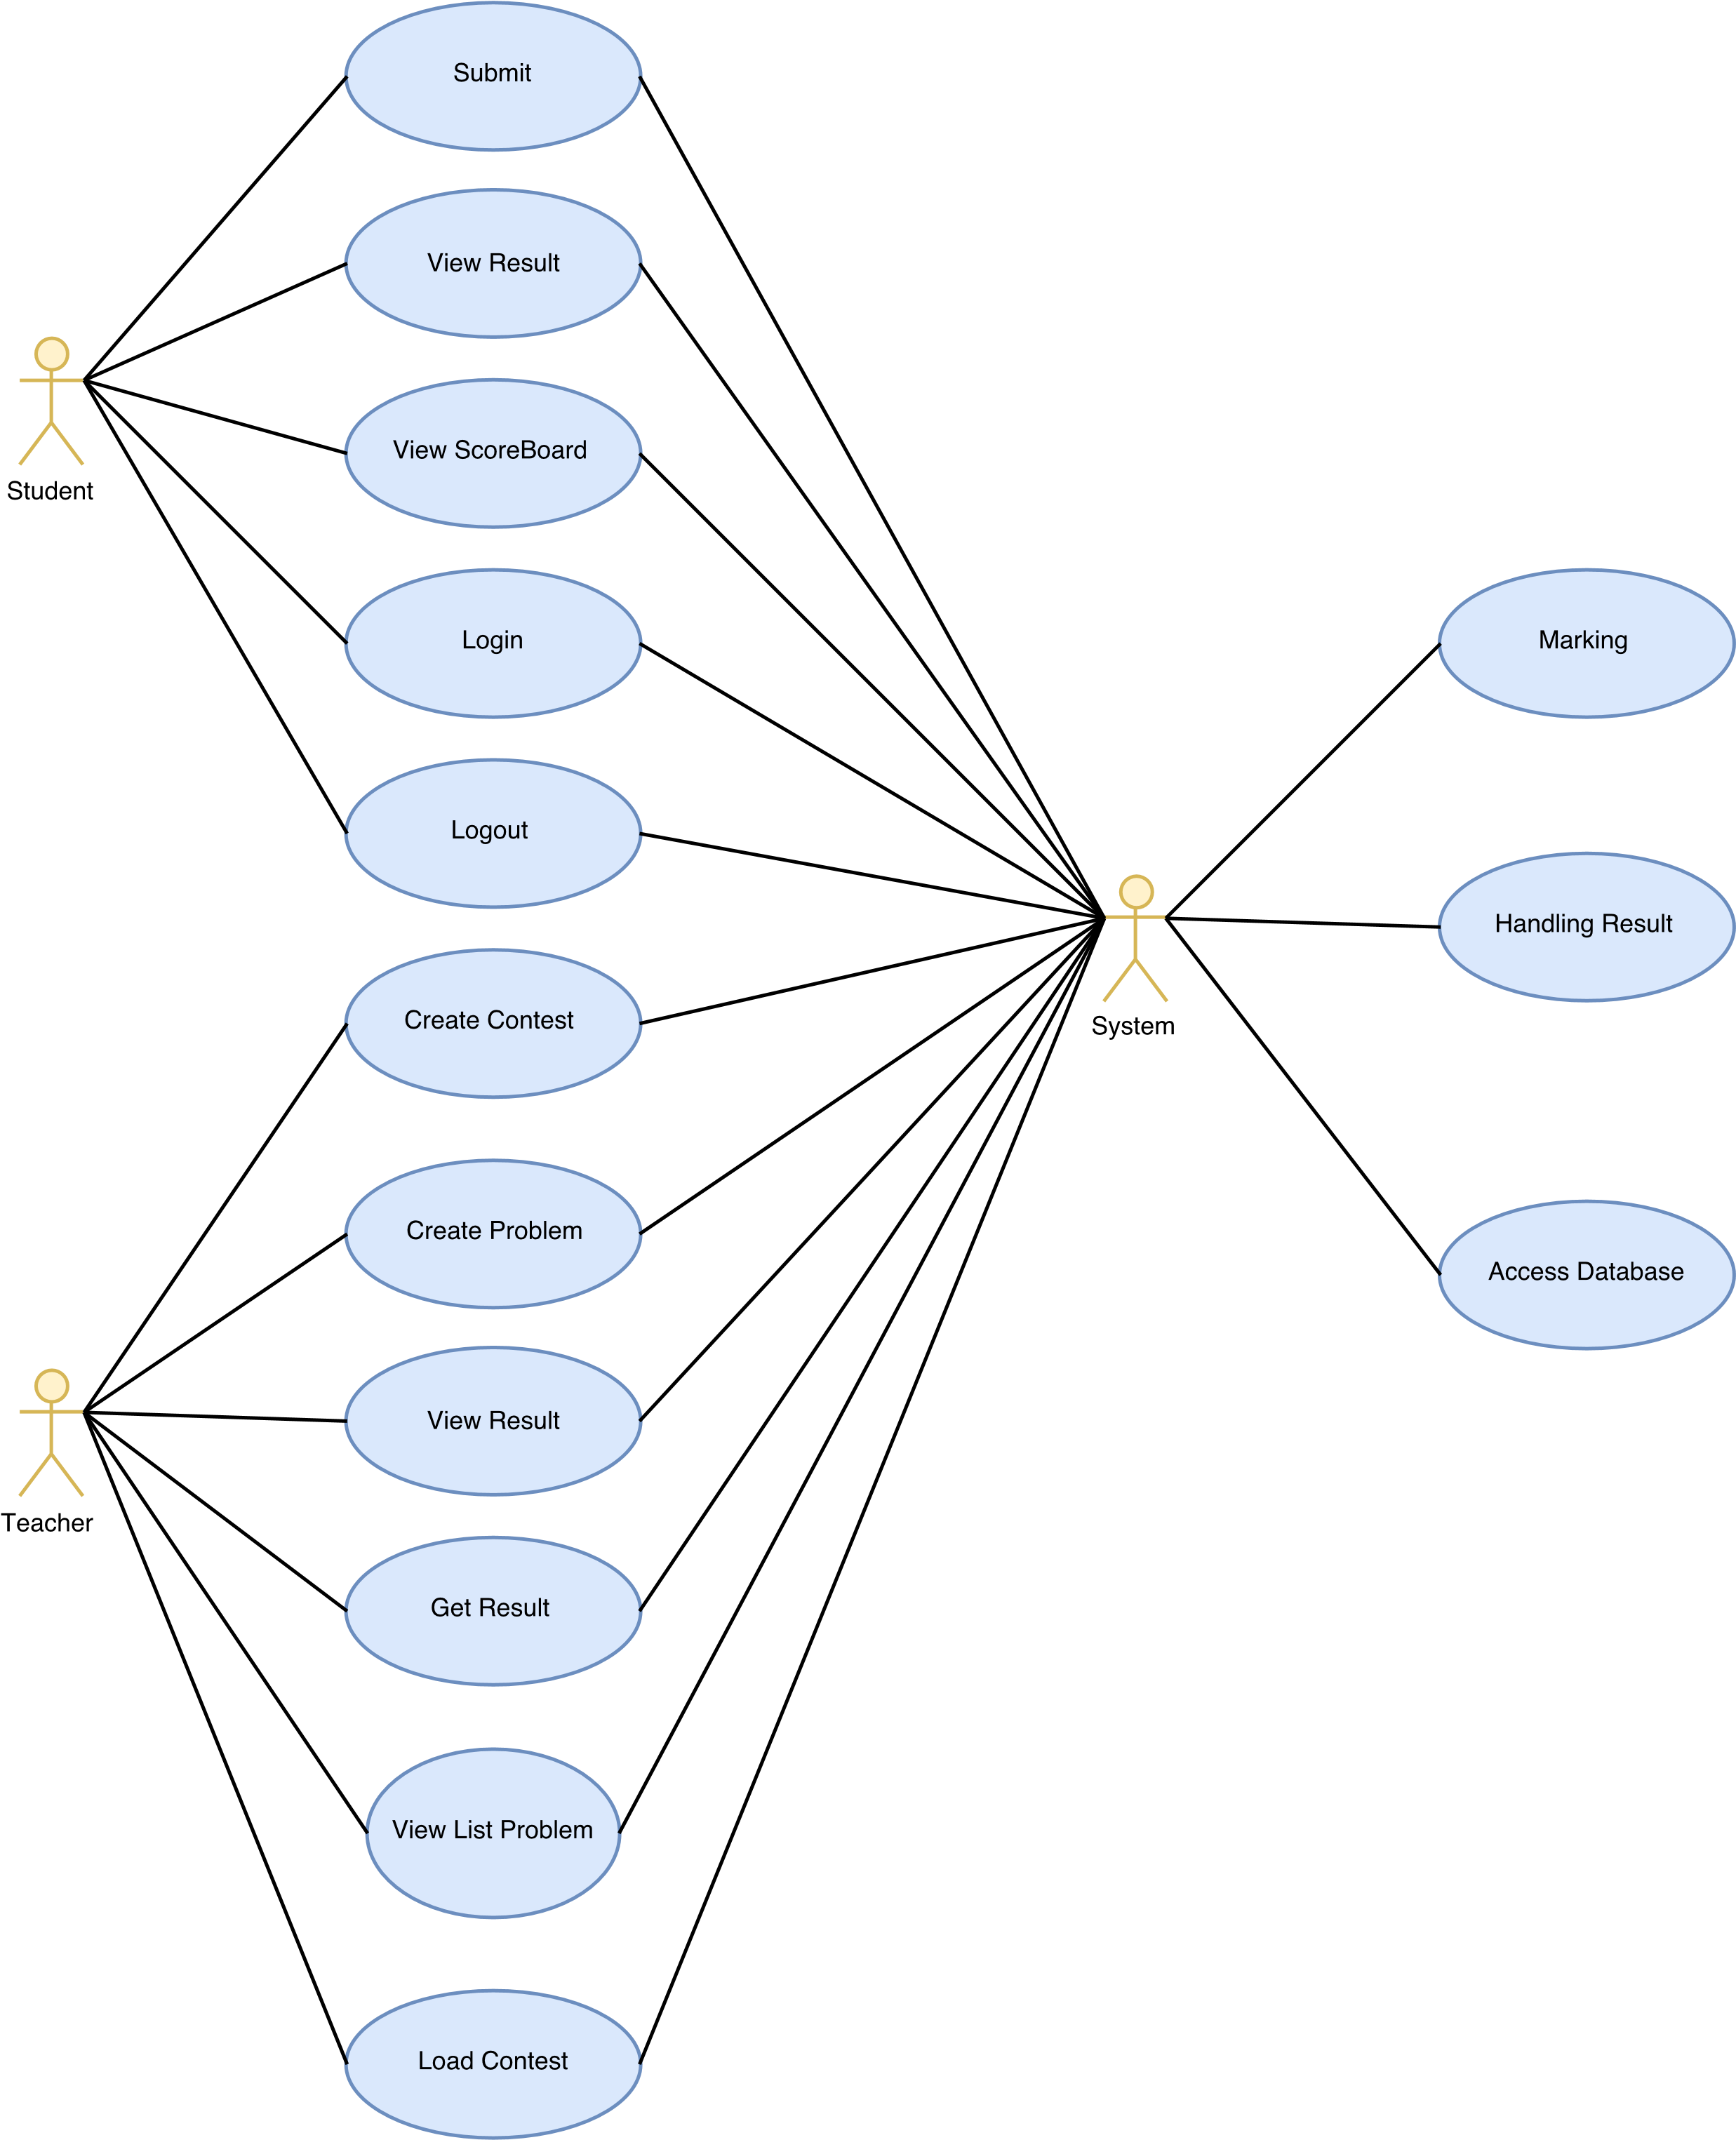 Submit
View Result
View ScoreBoard
Student
Login
Marking
Logout
Handling Result
Create Contest
System
Create Problem
Access Database
View Result
Teacher
Get Result
View List Problem
Load Contest